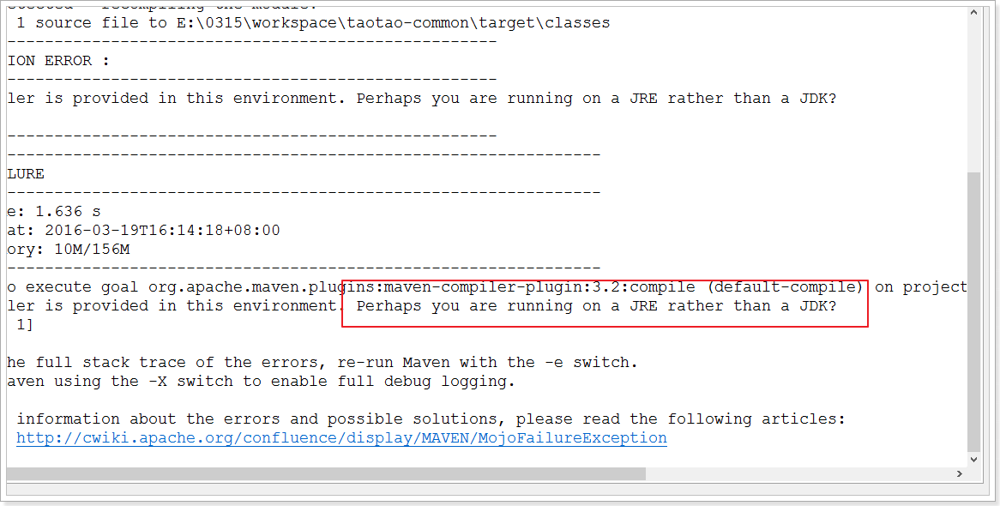 recompiling the module.
1 source file to E:\0315\workspace\taotao-common\target\classes
----------------------------------------------------
ION ERROR :
----------------------------------------------------
ler is provided in this environment. Perhaps you are running on a JRE rather than a JDK?
----------------------------------------------------
---------------------------------------------------------------
LURE
---------------------------------------------------------------
e: 1.636 s
at: 2016-03-19T16:14:18+08:00
ory: 10M/156M
---------------------------------------------------------------
o execute goal org.apache.maven.plugins:maven-compiler-plugin:3.2:compile (default-compile) on project
ler is provided in this environment. Perhaps you are running on a JRE rather than a JDK?
1]
he full stack trace of the errors, re-run Maven with the -e switch.
aven using the -X switch to enable full debug logging.
information about the errors and possible solutions, please read the following articles:
http://cwiki.apache.org/confluence/display/MAVEN/MojoFailureException